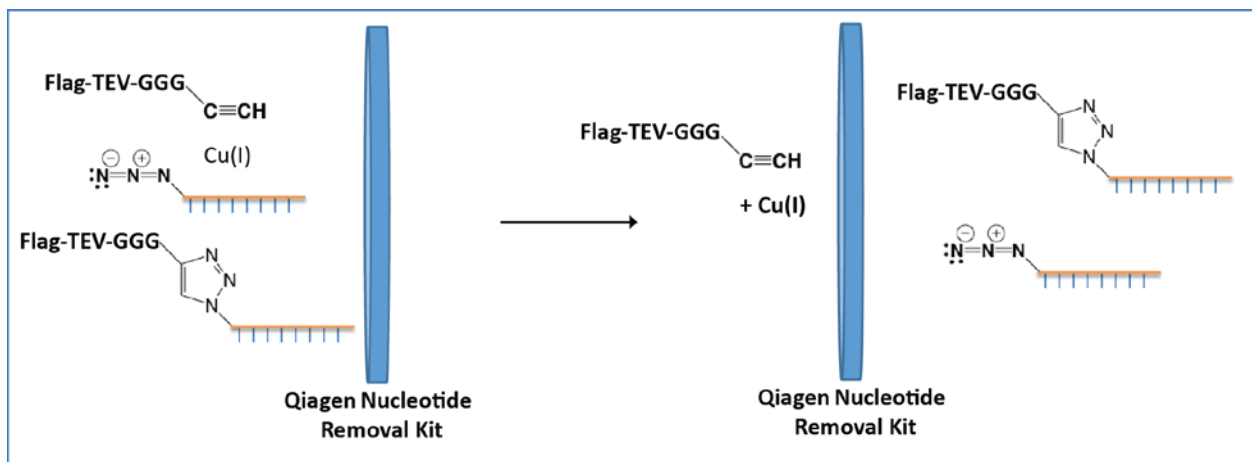 Flag-TEV-GGG
C≡CH
Cu(I)
:N=N=N
Flag-TEV-GGG
N
N
N
Qiagen Nucleotide
Removal Kit
Flag-TEV-GGG
C≡CH
+ Cu(I)
Flag-TEV-GGG
N
N
N
:N=N=N
Qiagen Nucleotide
Removal Kit